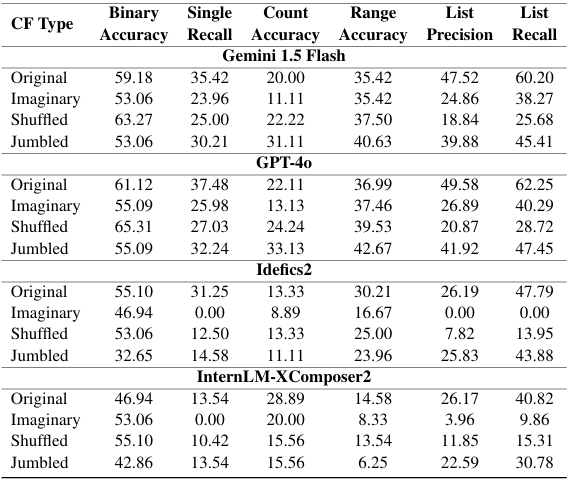 CF Type Binary Accuracy Single Recall Count Accuracy Range Accuracy List Precision List Recall
Gemini 1.5 Flash
Original 59.18 35.42 20.00 35.42 47.52 60.20
Imaginary 53.06 23.96 11.11 35.42 24.86 38.27
Shuffled 63.27 25.00 22.22 37.50 18.84 25.68
Jumbled 53.06 30.21 31.11 40.63 39.88 45.41
GPT-4o
Original 61.12 37.48 22.11 36.99 49.58 62.25
Imaginary 55.09 25.98 13.13 37.46 26.89 40.29
Shuffled 65.31 27.03 24.24 39.53 20.87 28.72
Jumbled 55.09 32.24 33.13 42.67 41.92 47.45
Idefics2
Original 55.10 31.25 13.33 30.21 26.19 47.79
Imaginary 46.94 0.00 8.89 16.67 0.00 0.00
Shuffled 53.06 12.50 13.33 25.00 7.82 13.95
Jumbled 32.65 14.58 11.11 23.96 25.83 43.88
InternLM-XComposer2
Original 46.94 13.54 28.89 14.58 26.17 40.82
Imaginary 53.06 0.00 20.00 8.33 3.96 9.86
Shuffled 55.10 10.42 15.56 13.54 11.85 15.31
Jumbled 42.86 13.54 15.56 6.25 22.59 30.78